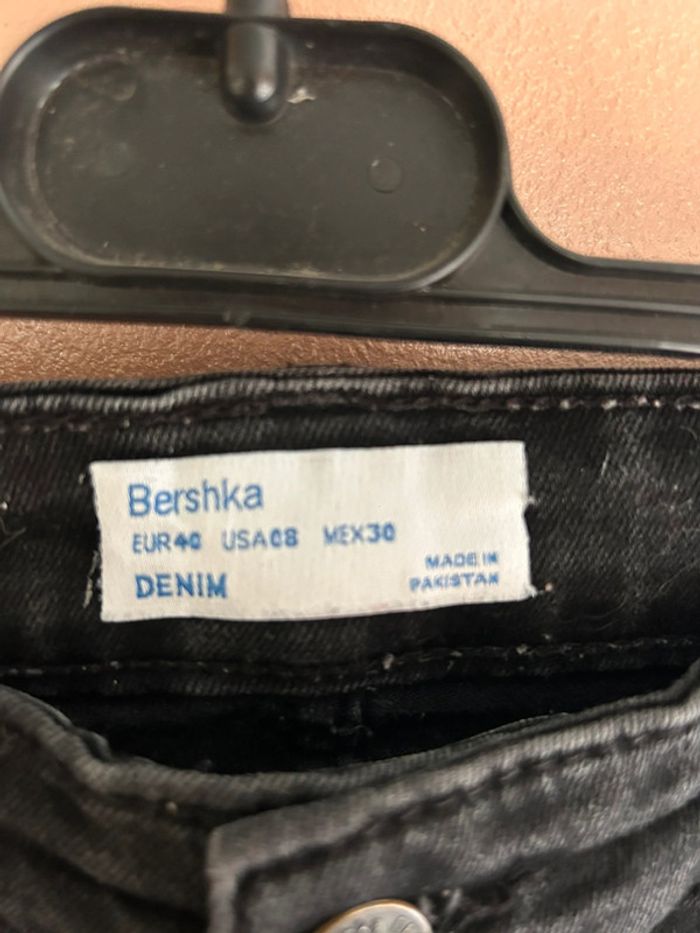 Bershka
EUR40 USA08 MEX30
DENIM
MADE IN
PAKISTAN